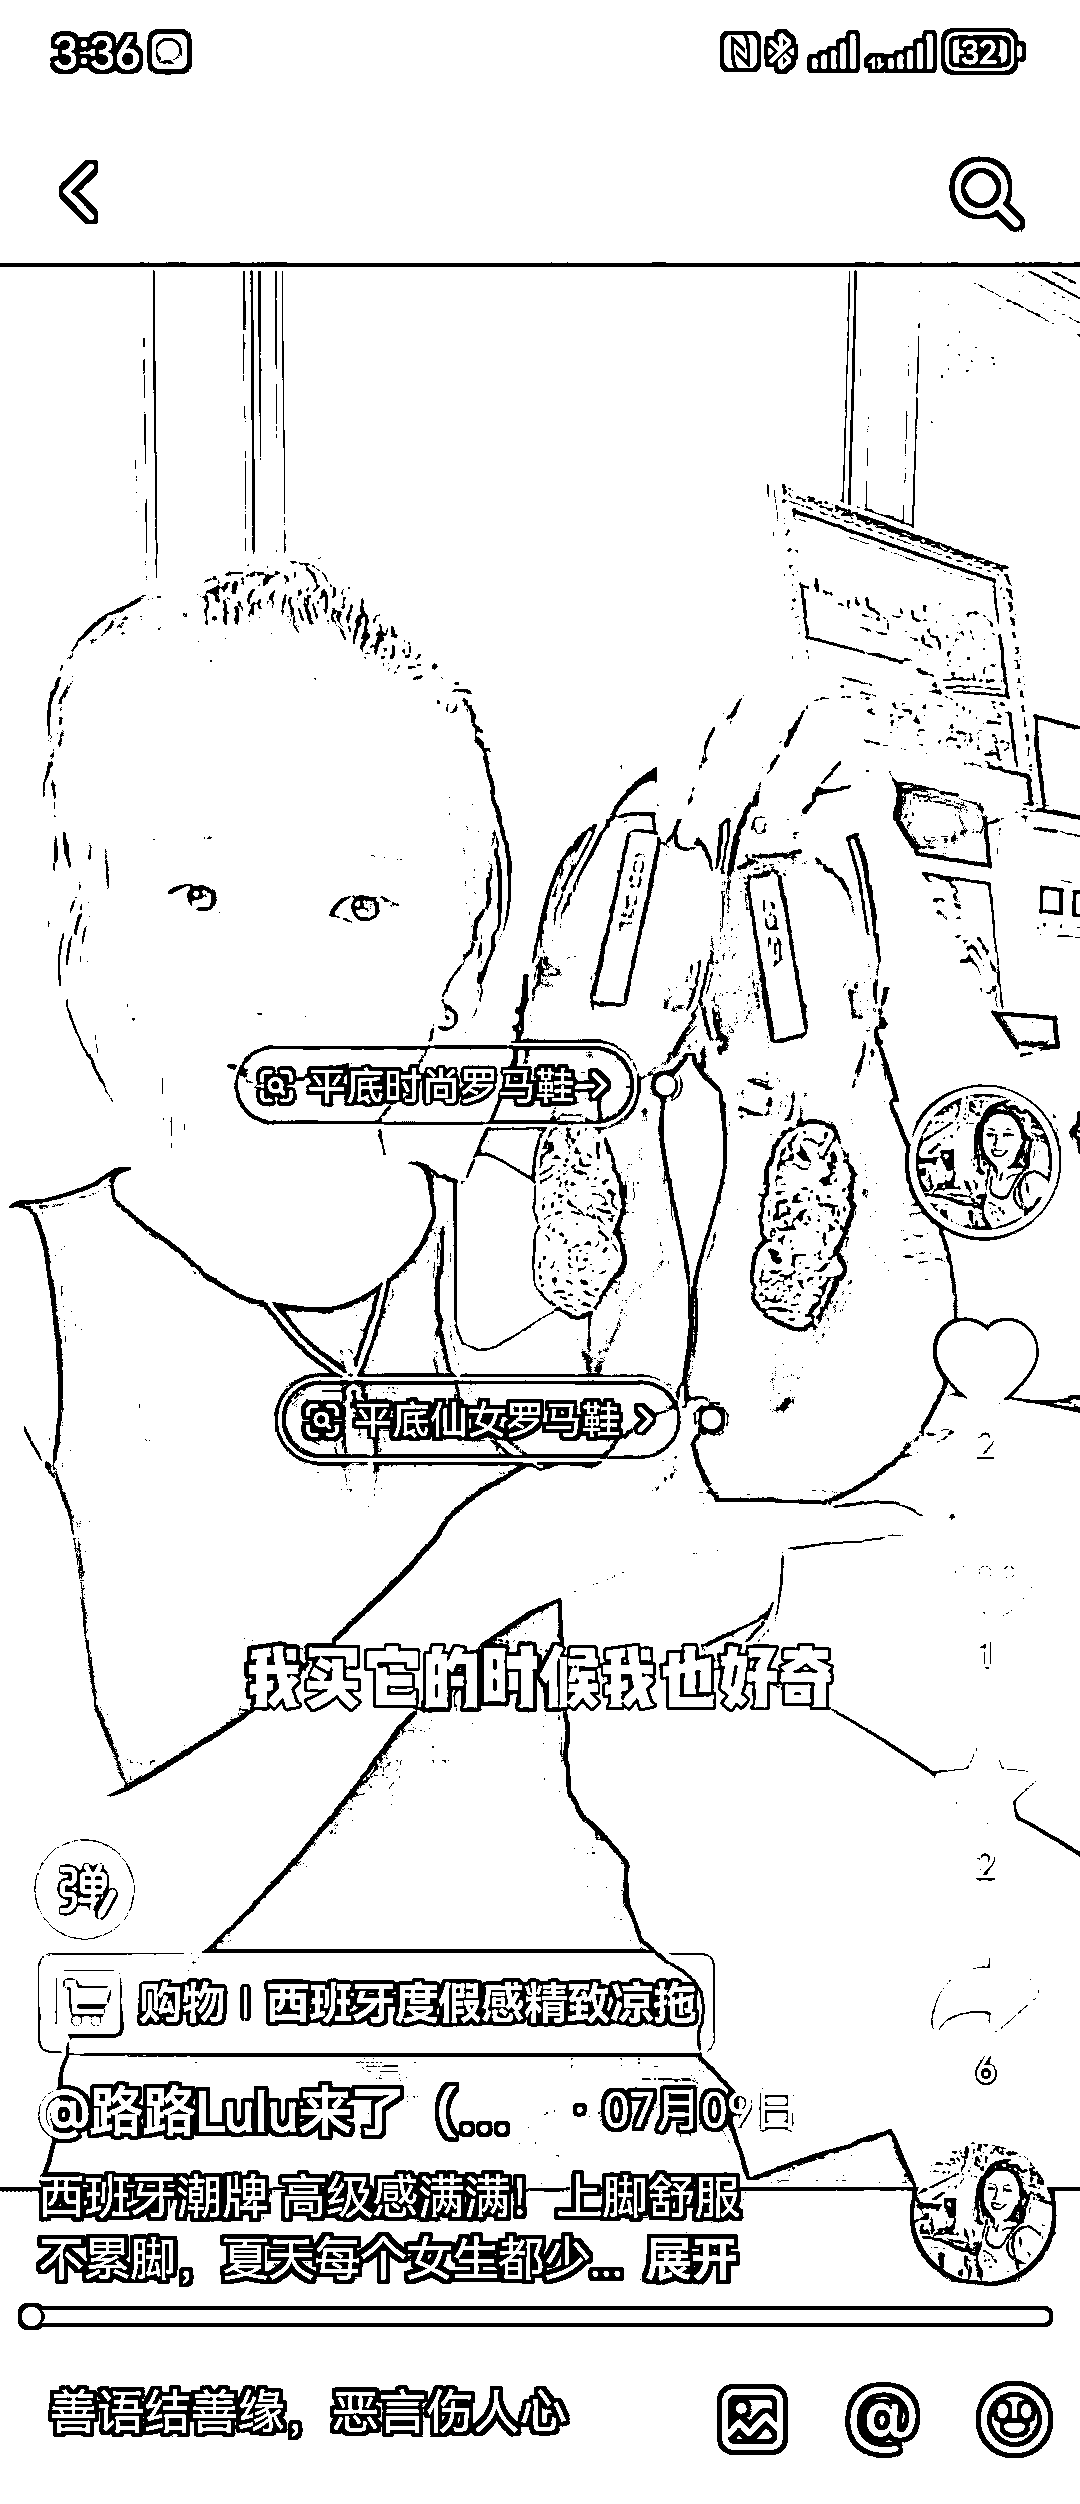 3:36
32
平底时尚罗马鞋
平底仙女罗马鞋
2
1
我买它的时候我也好奇
2
弹
购物 | 西班牙度假感精致凉拖
6
@路路Lulu来了（... · 07月09日
西班牙潮牌 高级感满满！上脚舒服
不累脚，夏天每个女生都少... 展开
善语结善缘，恶言伤人心